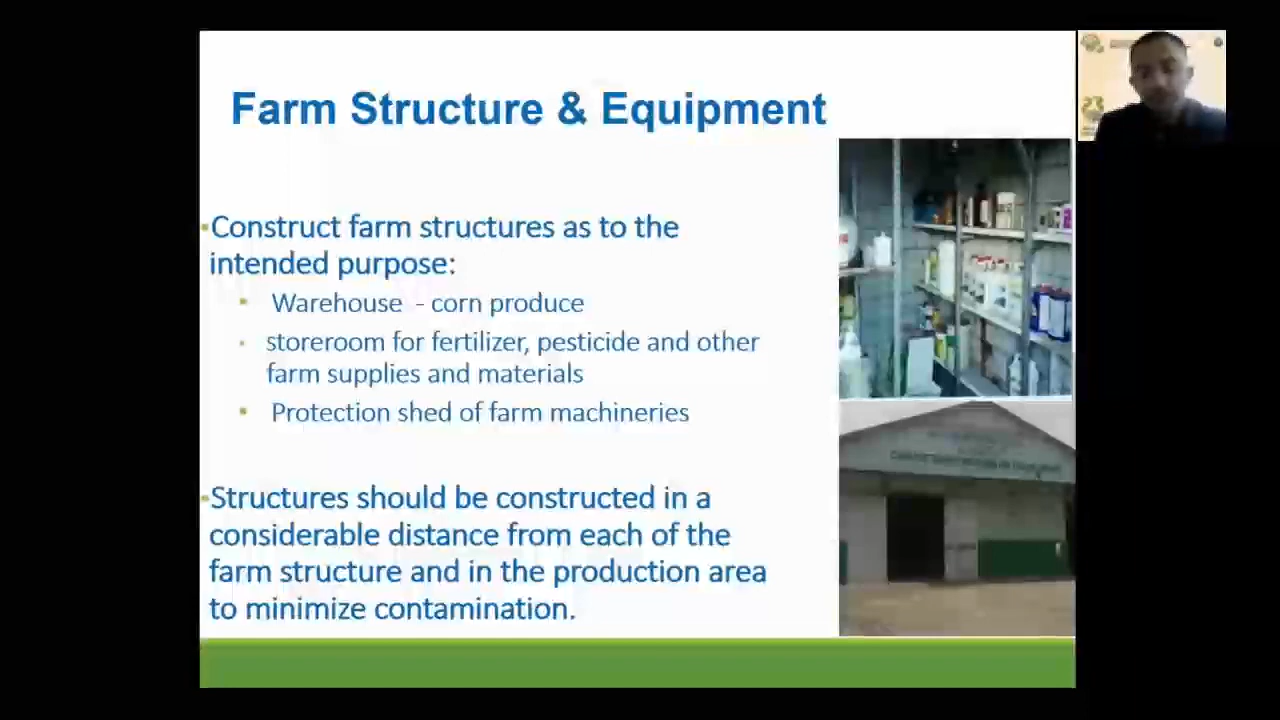 Farm Structure & Equipment
•Construct farm structures as to the
intended purpose:
• Warehouse - corn produce
• storeroom for fertilizer, pesticide and other
farm supplies and materials
• Protection shed of farm machineries
•Structures should be constructed in a
considerable distance from each of the
farm structure and in the production area
to minimize contamination.
23